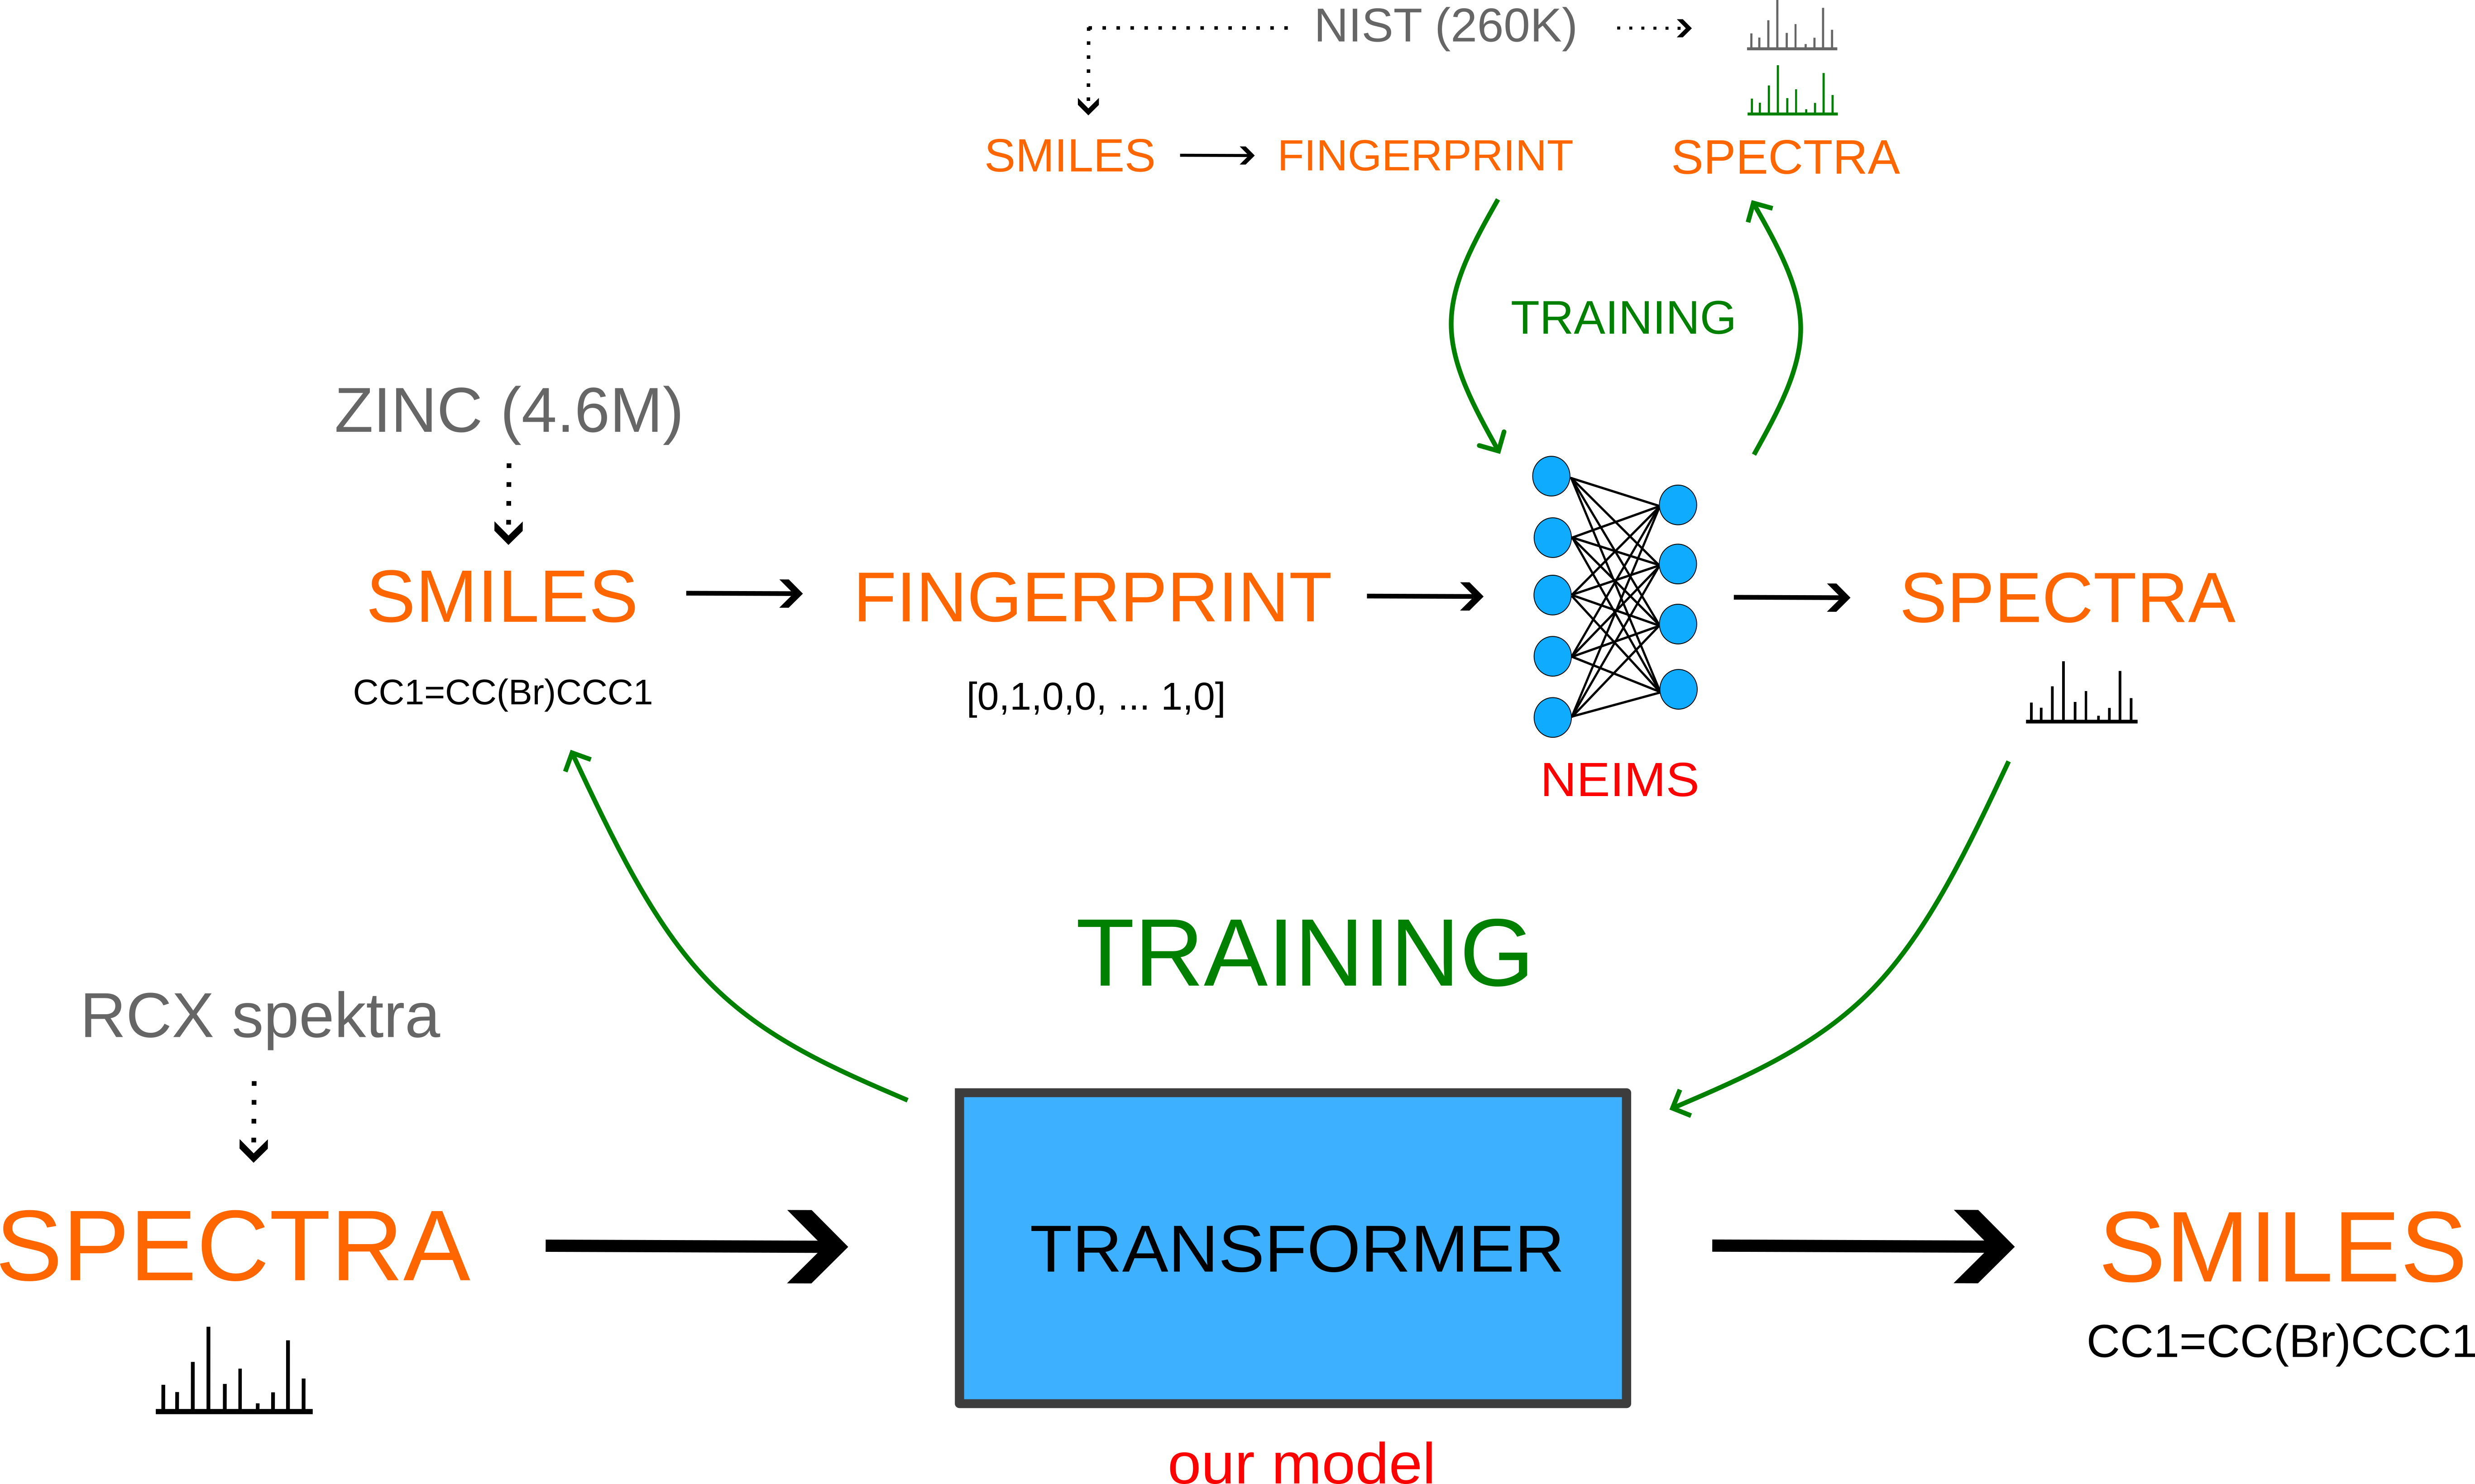 NIST (260K)
SMILES
FINGERPRINT
SPECTRA
TRAINING
ZINC (4.6M)
SMILES
FINGERPRINT
SPECTRA
CC1=CC(Br)CCC1
[0,1,0,0, ... 1,0]
NEIMS
TRAINING
RCX spektra
SPECTRA
TRANSFORMER
SMILES
CC1=CC(Br)CCC1
our model